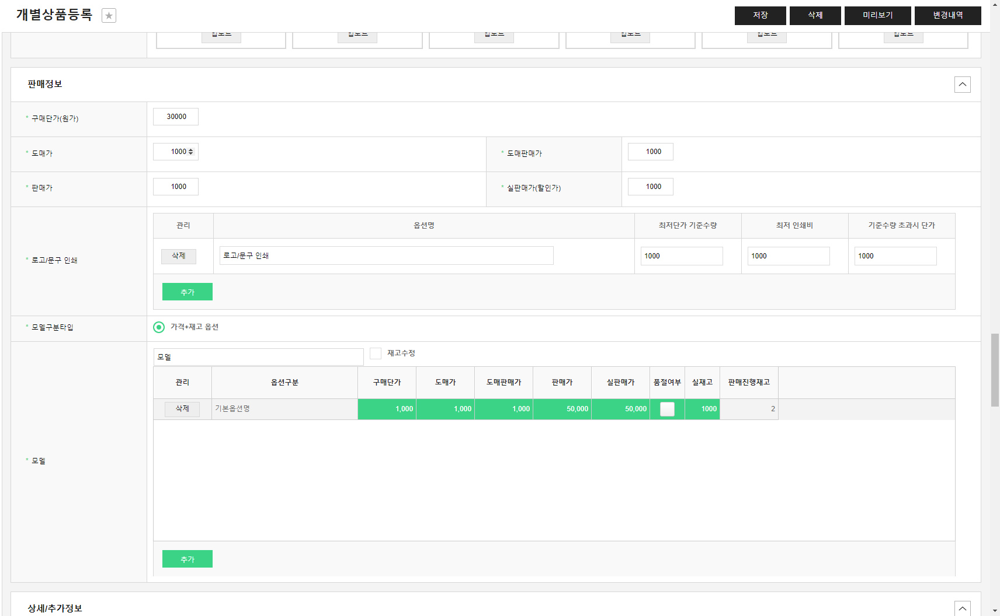 개별상품등록
저장 삭제 미리보기 변경내역
판매정보
* 구매단가(원가) 30000
* 도매가 1000 * 도매판매가 1000
* 판매가 1000 * 실판매가(할인가) 1000
관리 옵션명 최저단가 기준수량 최저 인쇄비 기준수량 초과시 단가
* 로고/문구 인쇄 삭제 로고/문구 인쇄 1000 1000 1000
추가
* 모델구분타입 가격+재고 옵션
모델 재고수정
관리 옵션구분 구매단가 도매가 도매판매가 판매가 실판매가 품절여부 실재고 판매진행재고
삭제 기본옵션명 1,000 1,000 1,000 50,000 50,000 1000 2
* 모델
추가
상세/추가정보